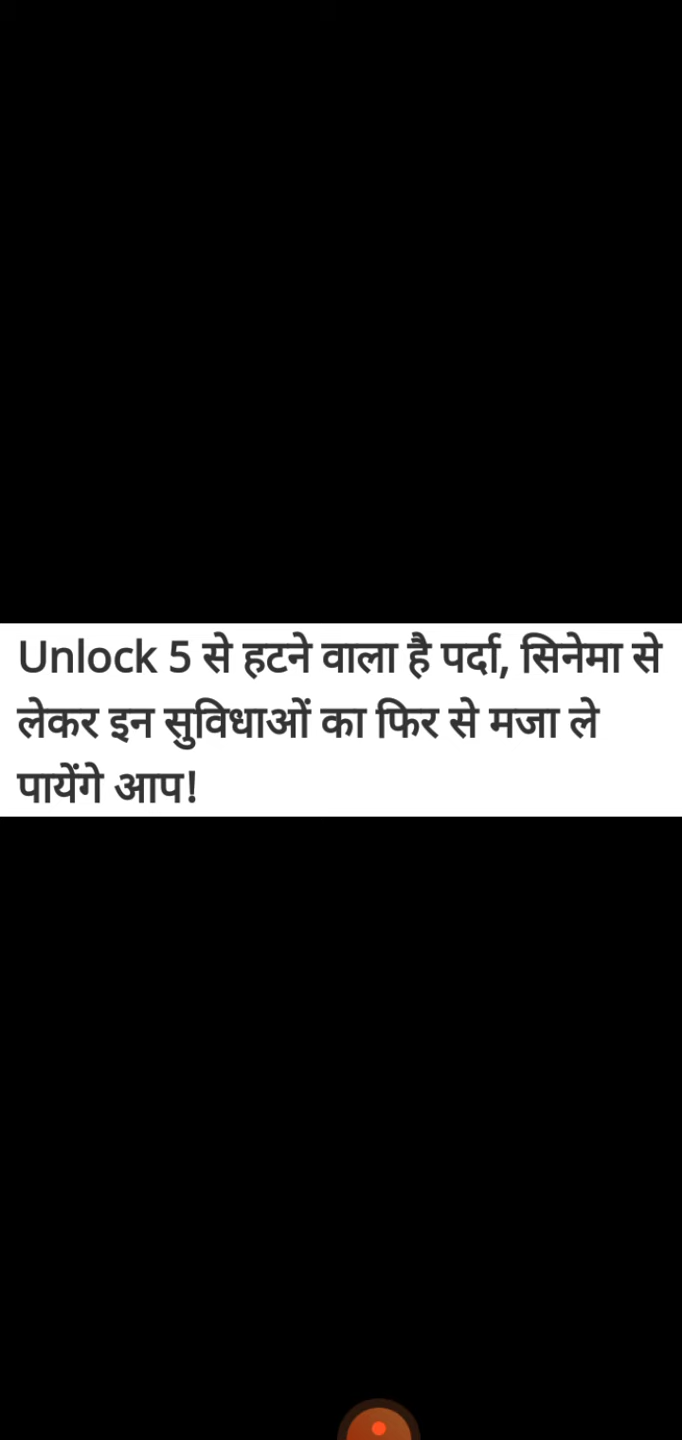 Unlock 5 से हटने वाला है पर्दा, सिनेमा से
लेकर इन सुविधाओं का फिर से मजा ले
पायेंगे आप!